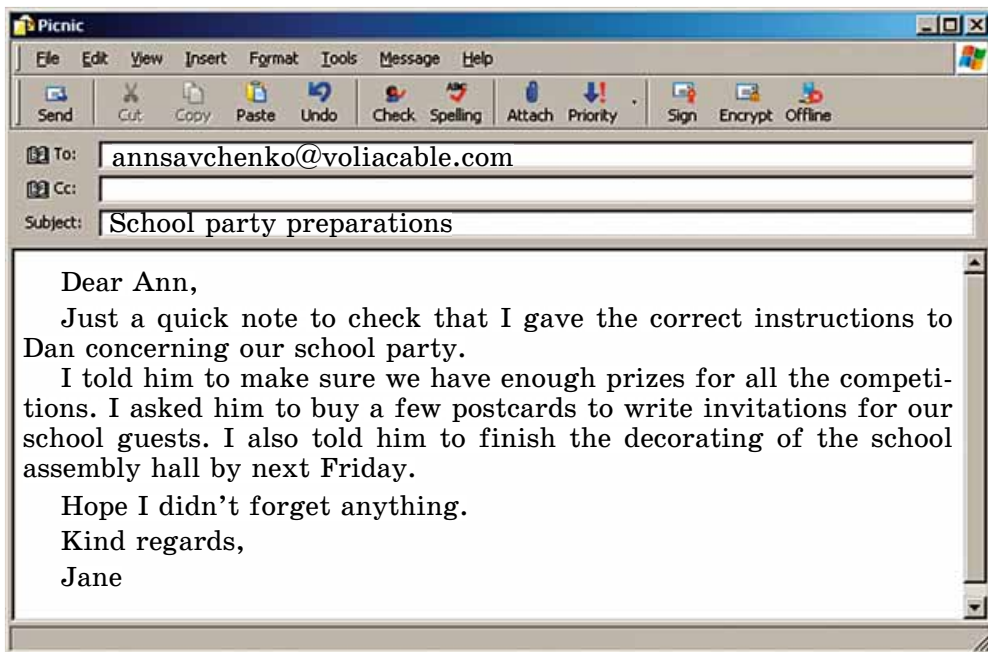 Picnic
File Edit View Insert Format Tools Message Help
Send Cut Copy Paste Undo Check Spelling Attach Priority Sign Encrypt Offline
To: annsavchenko@voliacable.com
Cc:
Subject: School party preparations
Dear Ann,
Just a quick note to check that I gave the correct instructions to
Dan concerning our school party.
I told him to make sure we have enough prizes for all the competi-
tions. I asked him to buy a few postcards to write invitations for our
school guests. I also told him to finish the decorating of the school
assembly hall by next Friday.
Hope I didn't forget anything.
Kind regards,
Jane